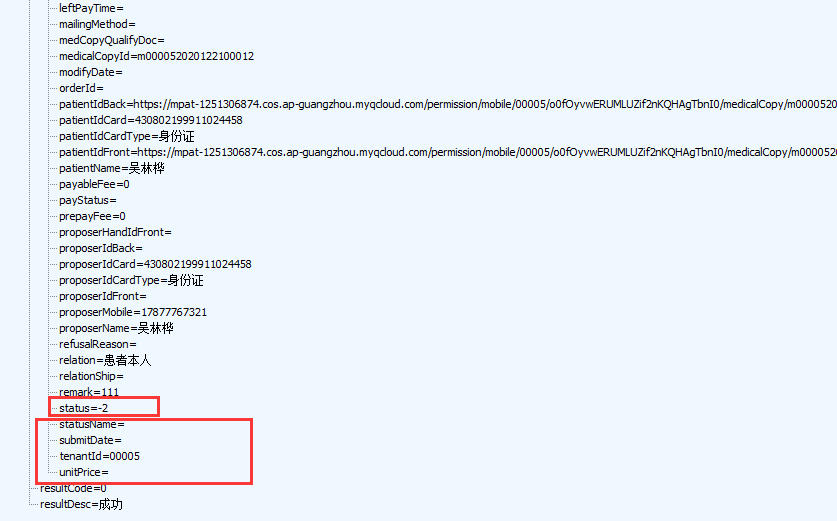 leftPayTime=
mailingMethod=
medCopyQualifyDoc=
medicalCopyId=m000052020122100012
modifyDate=
orderId=
patientIdBack=https://mpat-1251306874.cos.ap-guangzhou.myqcloud.com/permission/mobile/00005/o0fOyvwERUMLUZif2nKQHAgTbnI0/medicalCopy/m0000520
patientIdCard=430802199911024458
patientIdCardType=身份证
patientIdFront=https://mpat-1251306874.cos.ap-guangzhou.myqcloud.com/permission/mobile/00005/o0fOyvwERUMLUZif2nKQHAgTbnI0/medicalCopy/m0000520
patientName=吴林桦
payableFee=0
payStatus=
prepayFee=0
proposerHandIdFront=
proposerIdBack=
proposerIdCard=430802199911024458
proposerIdCardType=身份证
proposerIdFront=
proposerMobile=17877767321
proposerName=吴林桦
refusalReason=
relation=患者本人
relationShip=
remark=111
status=-2
statusName=
submitDate=
tenantId=00005
unitPrice=
resultCode=0
resultDesc=成功